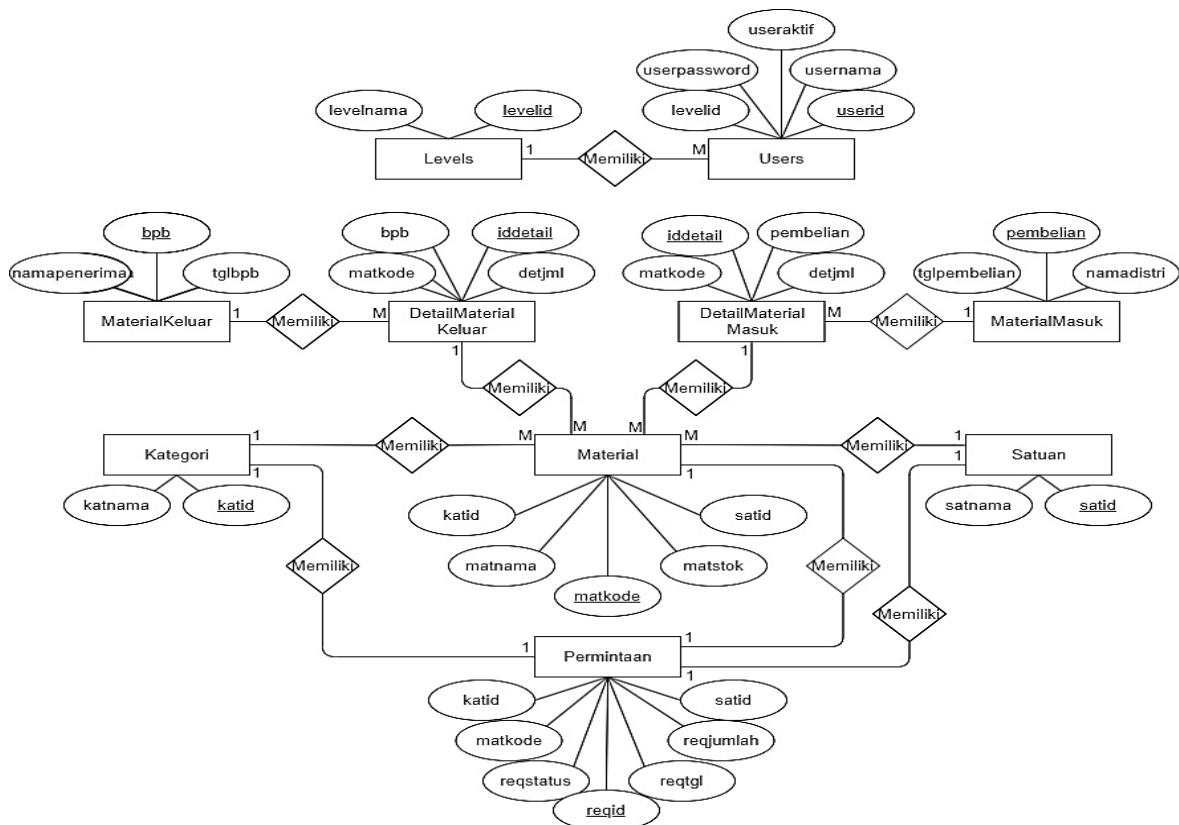 useraktif
userpassword
usernama
levelnama
levelid
levelid
userid
Levels
1
Memiliki
M
Users
bpb
namapenerima
tglbpb
MaterialKeluar
1
Memiliki
M
bpb
iddetail
matkode
detjml
DetailMaterial
Keluar
iddetail
pembelian
matkode
detjml
DetailMaterial
Masuk
M
Memiliki
1
pembelian
tglpembelian
namadistri
MaterialMasuk
1
Memiliki
M
1
Memiliki
M
Kategori
1
Memiliki
M
Material
M
Memiliki
1
Satuan
1
1
1
katnama
katid
katid
satid
matnama
matstok
matkode
satnama
satid
Memiliki
Memiliki
Memiliki
1
Permintaan
1
1
katid
satid
matkode
reqjumlah
reqstatus
reqtgl
reqid